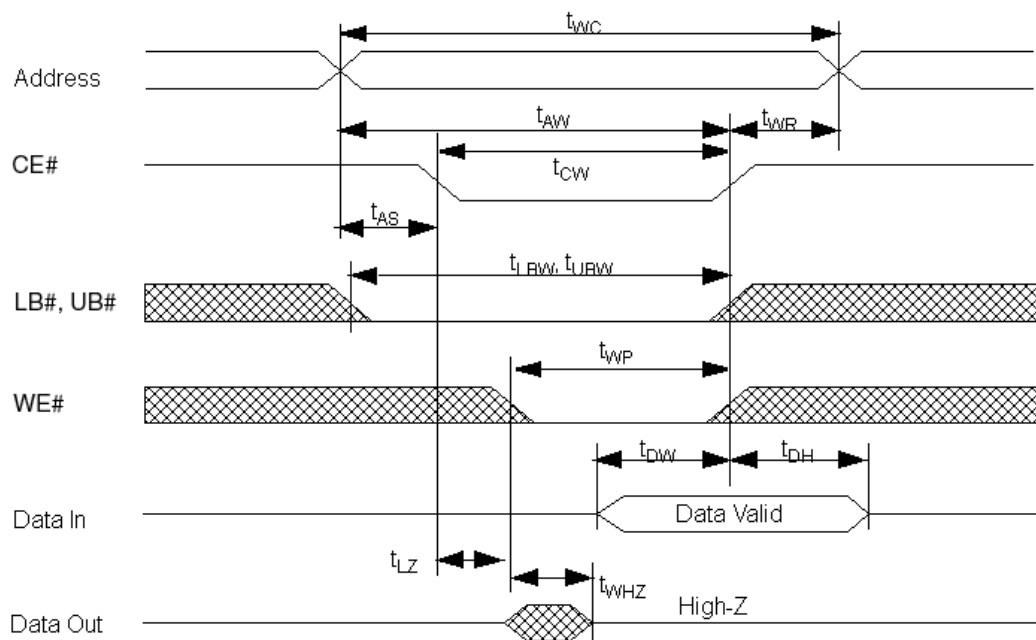 tWC
Address
tAW
tWR
CE#
tCW
tAS
tLBW, tUBW
LB#, UB#
tWP
WE#
tDW
tDH
Data In
Data Valid
tLZ
tWHZ
High-Z
Data Out